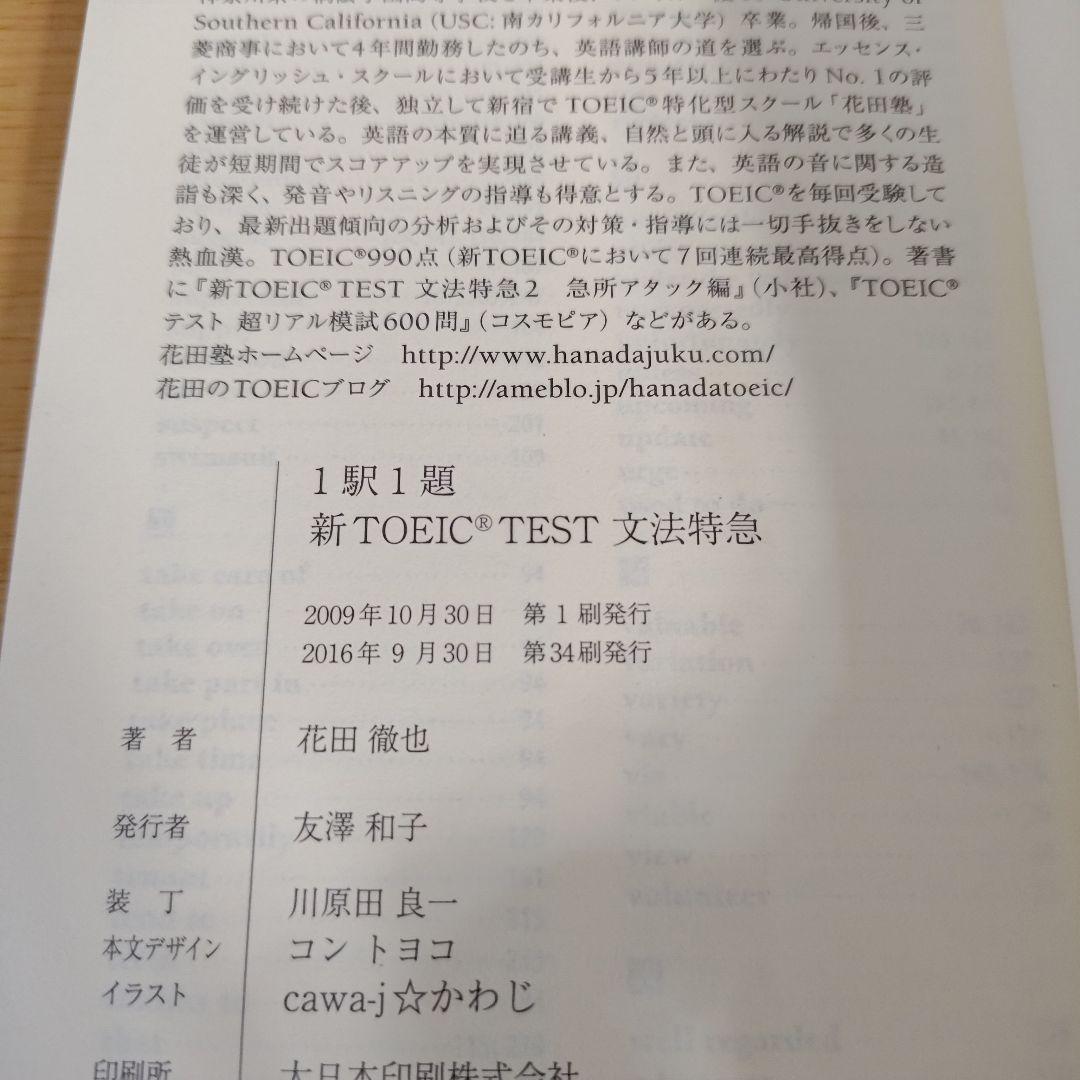 Southern California (USC: 南カリフォルニア大学) 卒業。帰国後、三
菱商事において4年間勤務したのち、英語講師の道を選ぶ。エッセンス・
イングリッシュ・スクールにおいて受講生から5年以上にわたりNo. 1の評
価を受け続けた後、独立して新宿でTOEIC®特化型スクール「花田塾」
を運営している。英語の本質に迫る講義、自然と頭に入る解説で多くの生
徒が短期間でスコアアップを実現させている。また、英語の音に関する造
詣も深く、発音やリスニングの指導も得意とする。TOEIC®を毎回受験して
おり、最新出題傾向の分析およびその対策・指導には一切手抜きをしない
熱血漢。TOEIC®990点(新TOEIC®において7回連続最高得点)。著書
に『新TOEIC® TEST 文法特急2 急所アタック編』(小社)、『TOEIC®
テスト 超リアル模試600問』(コスモピア) などがある。
花田塾ホームページ http://www.hanadajuku.com/
花田のTOEICブログ http://ameblo.jp/hanadatoeic/
1駅1題
新TOEIC® TEST 文法特急
2009年10月30日 第1刷発行
2016年9月30日 第34刷発行
著者 花田 徹也
発行者 友澤 和子
装丁 川原田 良一
本文デザイン コン トヨコ
イラスト cawa-j☆かわじ
印刷所 大日本印刷株式会社